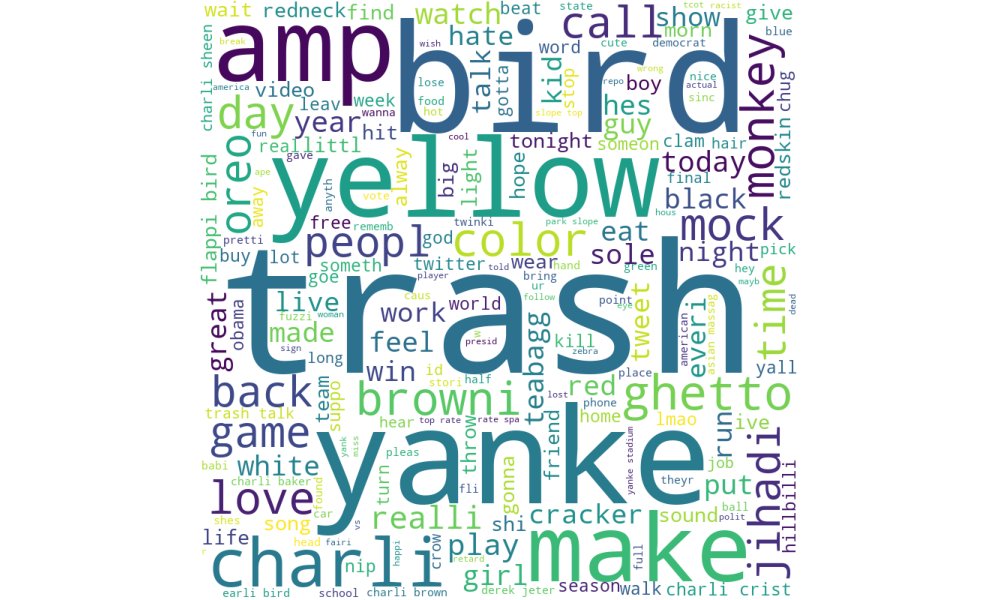 wait redneck find watch beat state call show tcot racist give
charli sheen break amp bird wish hate talk gotta word cute kid stop democrat morn monkey blue
america video leav week wanna lose food hot boy nice actual sinc wrong repo slope top chug redskin
day year hit hes guy someon clam hair
fun reallittl cool tonight today
oreo gave alway big light hope final
flappi bird away ape yellow vote anyth black
free rememb twinki park slope hous mock
pretti peopl god color eat night pick
buy lot someth twitter wear hand sole green hey mayb
goe told player bring ur follow point eye
trash
great obama live caus work world american everi asian massag time dead
fuzzi woman made sign feel w presid teabagg kill zebra tweet
long win id stori half place yall
back team suppo browni red phone lost ghetto
trash talk hear top rate rate spa home lmao ive
game yank miss pleas throw friend yanke stadium run
white yanke fli theyr job put jihadi hillbilli
babi charli baker turn gonna
love found car cracker sound ball polit
shes song realli shi
life head vs crow play make
r charli fairi happi nip retard girl full
earli bird school charli brown derek jeter season walk charli crist